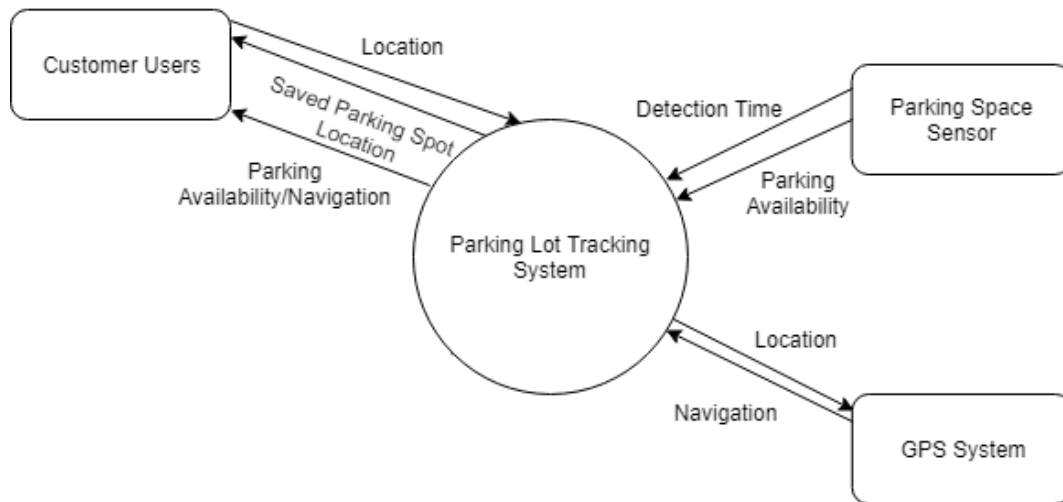 Customer Users
Location
Saved Parking Spot
Location
Parking
Availability/Navigation
Detection Time
Parking Space
Sensor
Parking
Availability
Parking Lot Tracking
System
Location
Navigation
GPS System